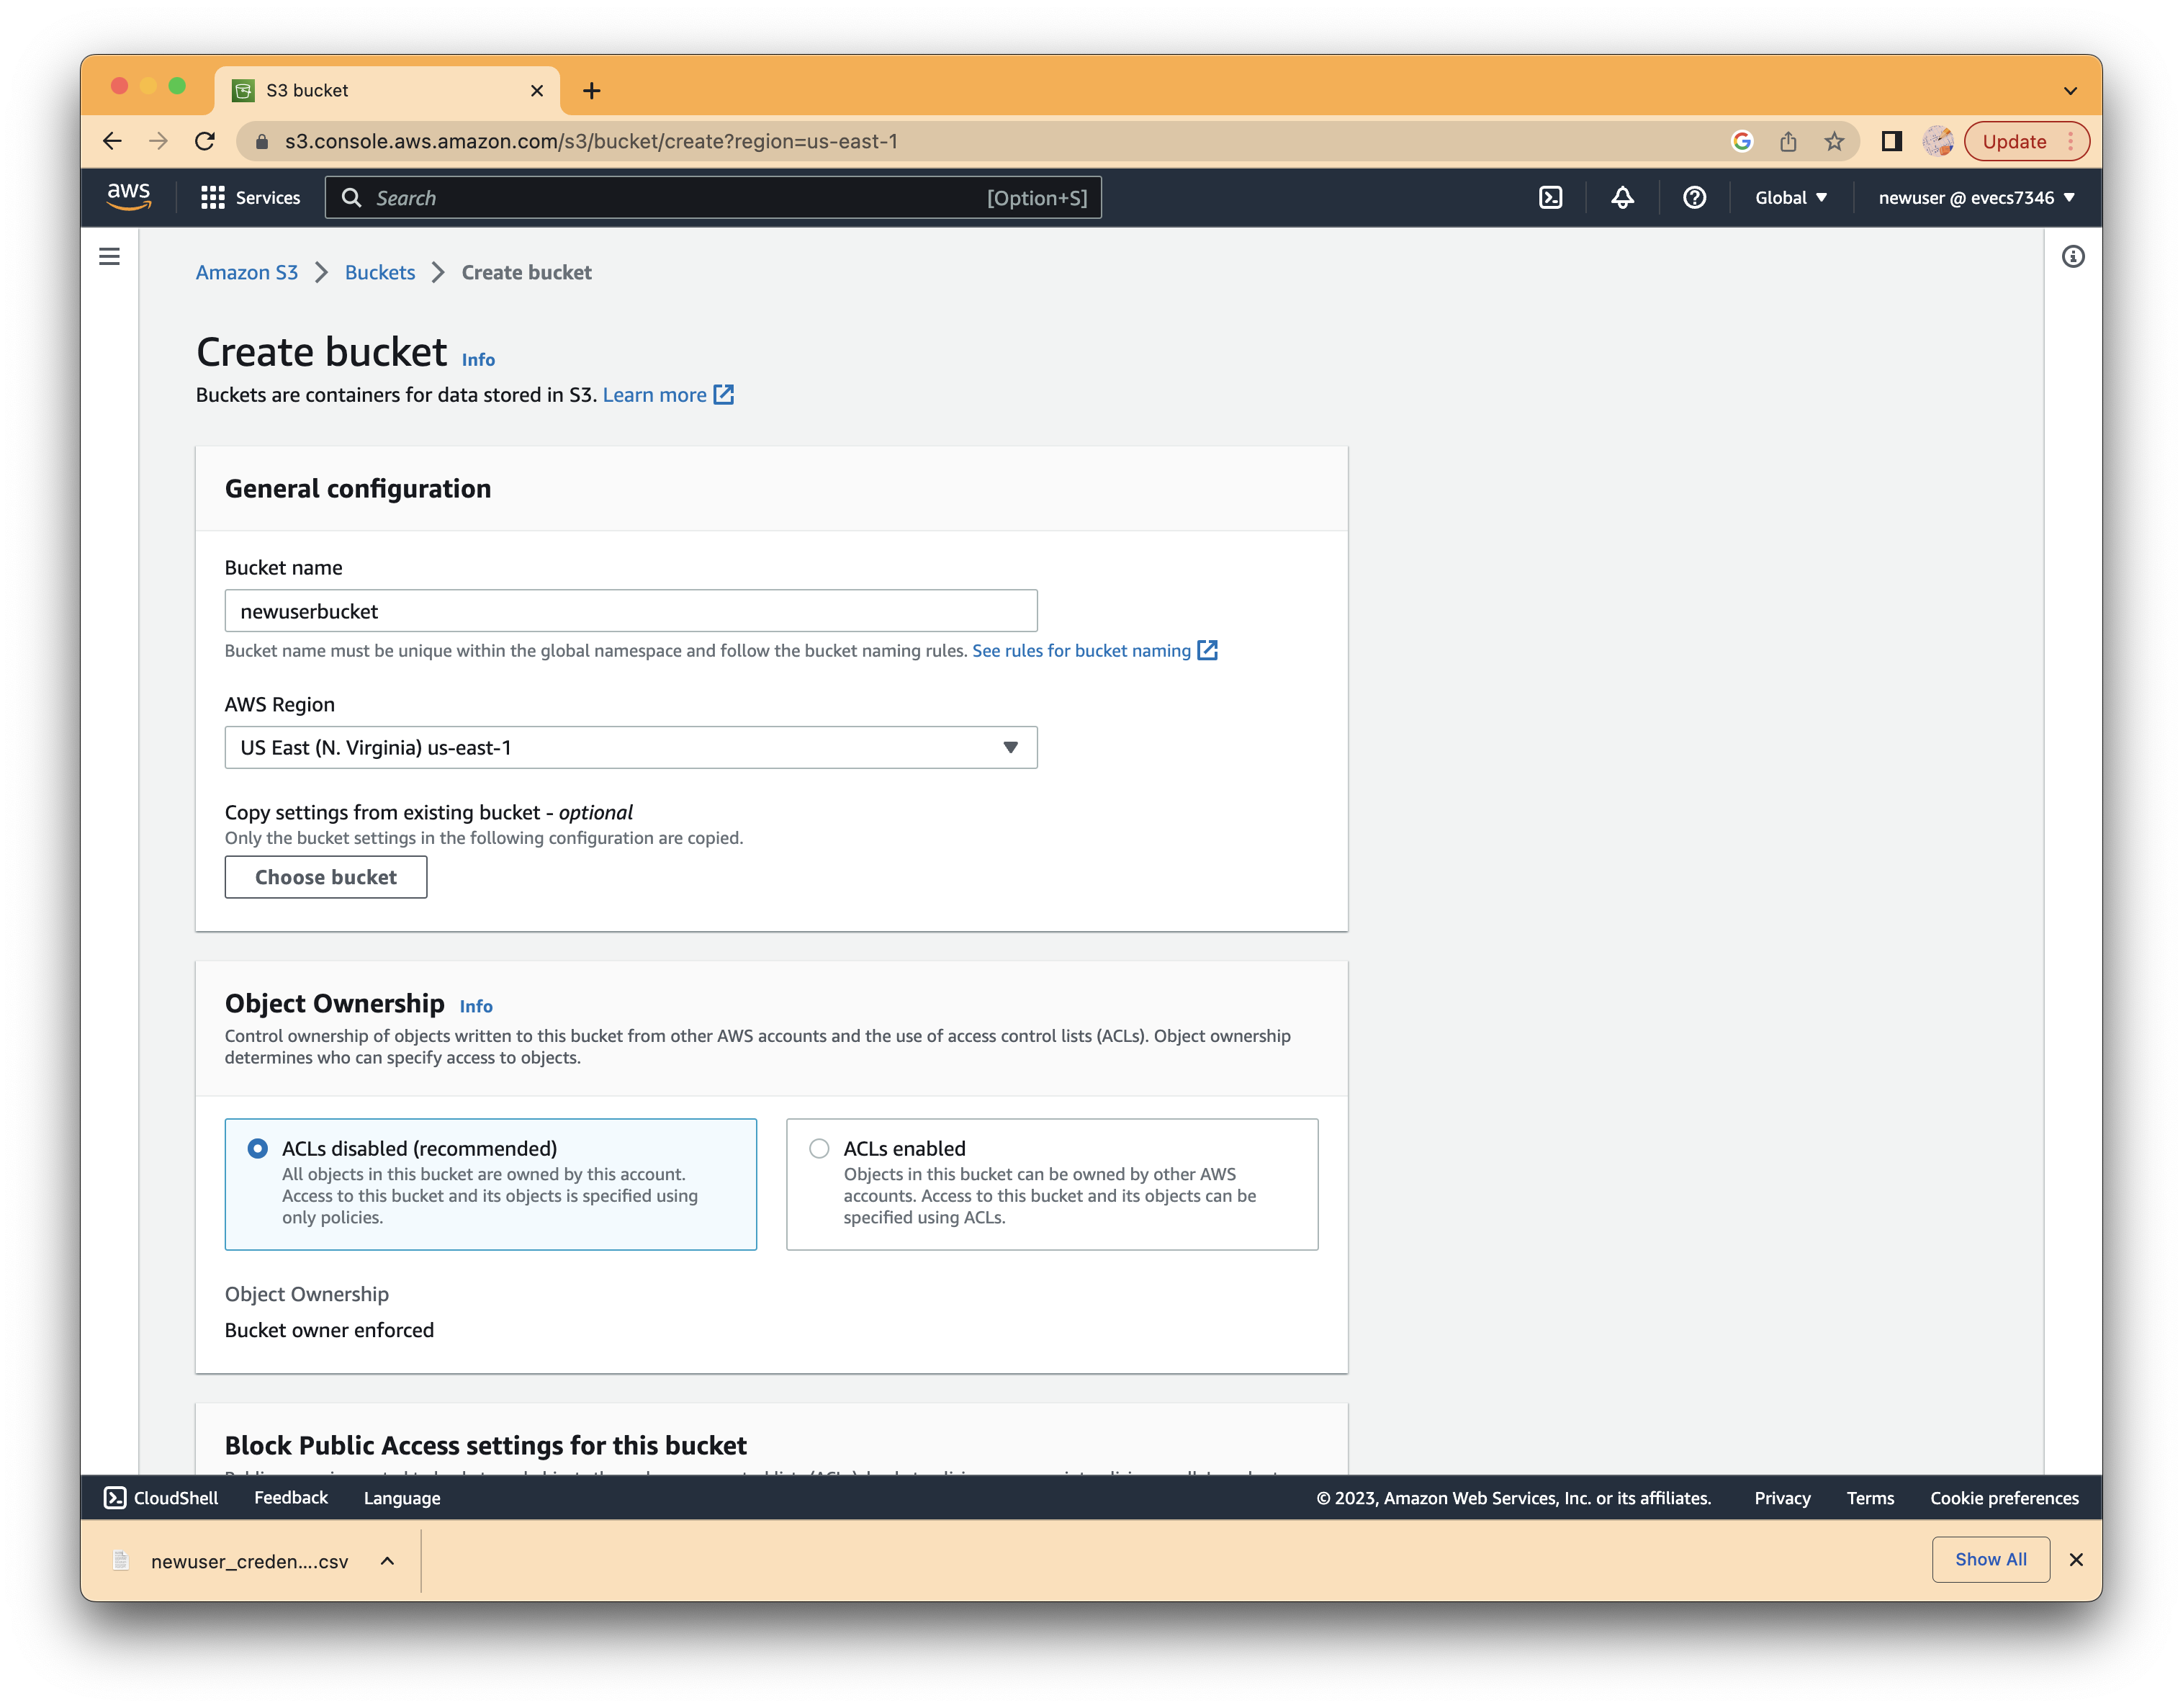 S3 bucket
s3.console.aws.amazon.com/s3/bucket/create?region=us-east-1
Update
aws
Services
Search
[Option+S]
Global
newuser @ evecs7346
Amazon S3
Buckets
Create bucket
Create bucket Info
Buckets are containers for data stored in S3. Learn more
General configuration
Bucket name
newuserbucket
Bucket name must be unique within the global namespace and follow the bucket naming rules. See rules for bucket naming
AWS Region
US East (N. Virginia) us-east-1
Copy settings from existing bucket - optional
Only the bucket settings in the following configuration are copied.
Choose bucket
Object Ownership Info
Control ownership of objects written to this bucket from other AWS accounts and the use of access control lists (ACLs). Object ownership
determines who can specify access to objects.
ACLs disabled (recommended)
All objects in this bucket are owned by this account.
Access to this bucket and its objects is specified using
only policies.
ACLs enabled
Objects in this bucket can be owned by other AWS
accounts. Access to this bucket and its objects can be
specified using ACLs.
Object Ownership
Bucket owner enforced
Block Public Access settings for this bucket
CloudShell
Feedback
Language
© 2023, Amazon Web Services, Inc. or its affiliates.
Privacy
Terms
Cookie preferences
newuser_creden....csv
Show All